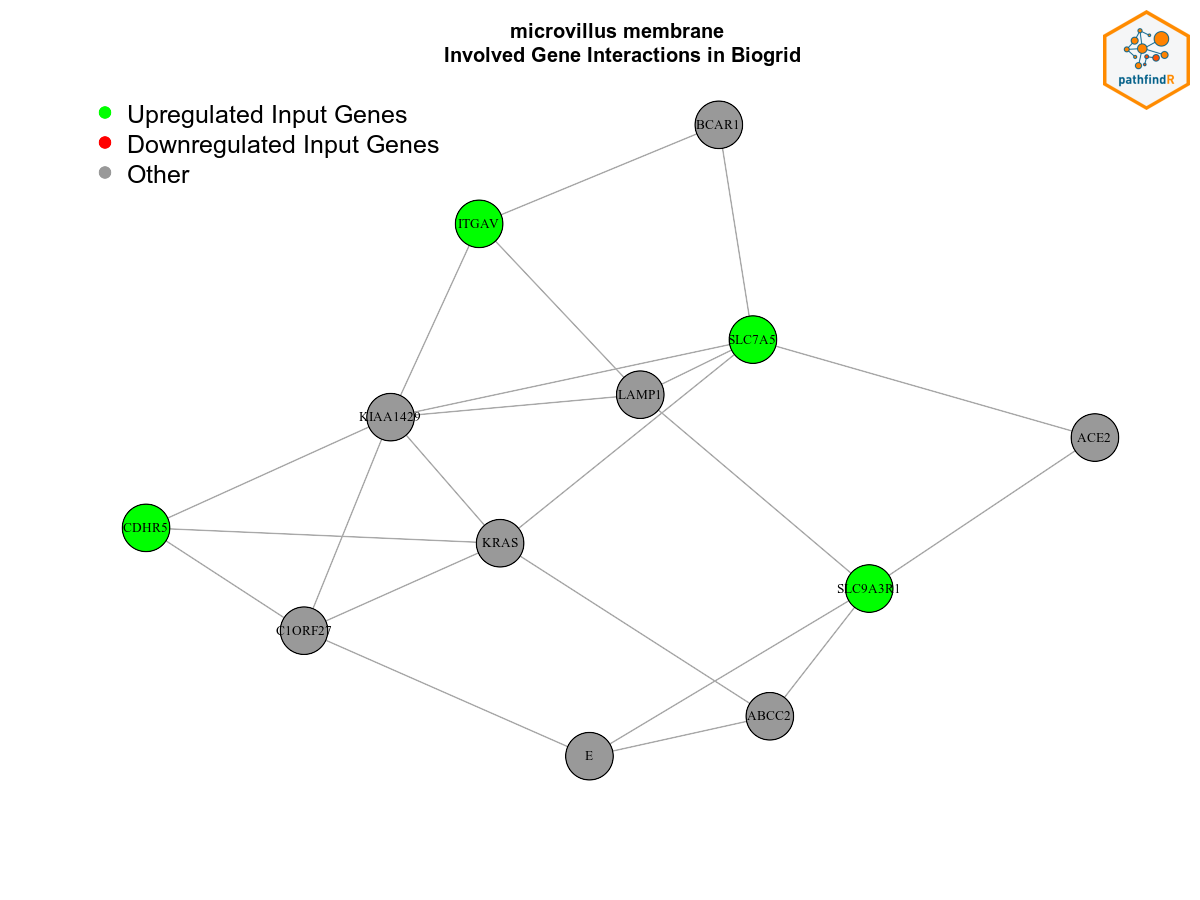 microvillus membrane
Involved Gene Interactions in Biogrid
pathfindR
Upregulated Input Genes
Downregulated Input Genes
Other
BCAR1
ITGAV
SLC7A5
LAMP1
KIAA1429
ACE2
CDHR5
KRAS
SLC9A3R1
C1ORF27
ABCC2
E